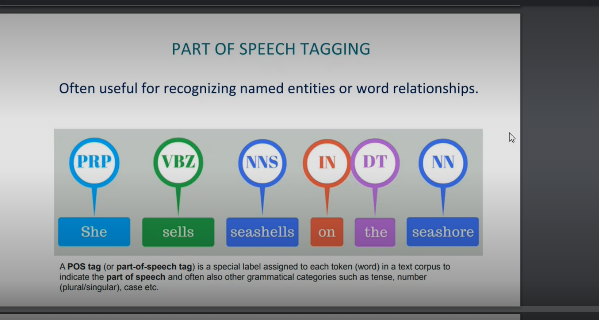 PART OF SPEECH TAGGING
Often useful for recognizing named entities or word relationships.
PRP VBZ NNS IN DT NN
She sells seashells on the seashore
A POS tag (or part-of-speech tag) is a special label assigned to each token (word) in a text corpus to
indicate the part of speech and often also other grammatical categories such as tense, number
(plural/singular), case etc.